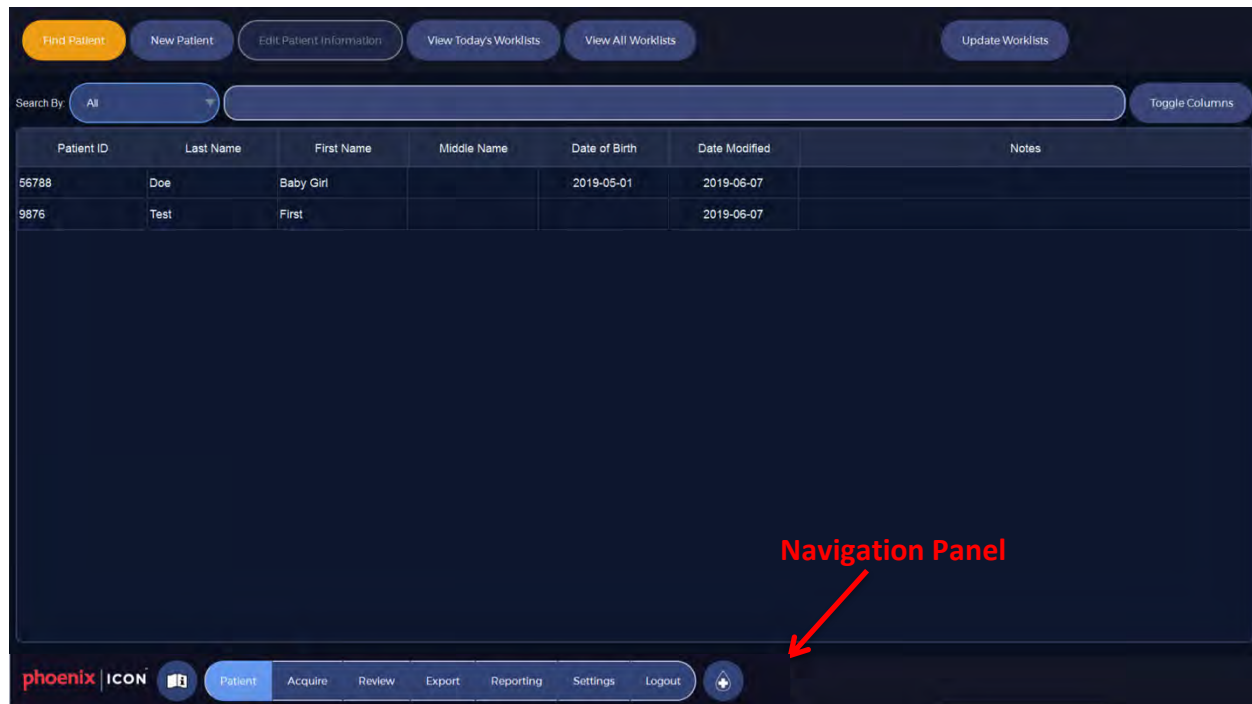 Find Patient New Patient Edit Patient Information View Today's Worklists View All Worklists Update Worklists
Search By: All Toggle Columns
Patient ID Last Name First Name Middle Name Date of Birth Date Modified Notes
56788 Doe Baby Girl 2019-05-01 2019-06-07
9876 Test First 2019-06-07
Navigation Panel
phoenix | ICON Patient Acquire Review Export Reporting Settings Logout